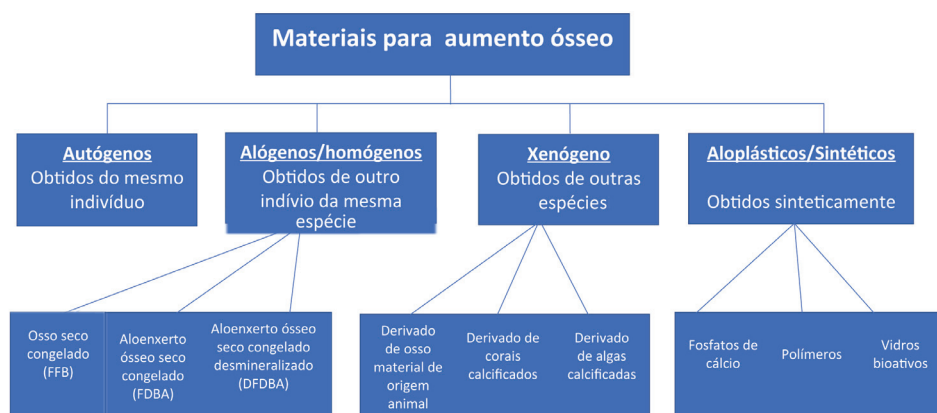 Materiais para aumento ósseo
Autógenos
Obtidos do mesmo
indivíduo
Alógenos/homógenos
Obtidos de outro
indívio da mesma
espécie
Xenógeno
Obtidos de outras
espécies
Aloplásticos/Sintéticos
Obtidos sinteticamente
Osso seco
congelado
(FFB)
Aloenxerto
ósseo seco
congelado
(FDBA)
Aloenxerto ósseo
seco congelado
desmineralizado
(DFDBA)
Derivado
de osso
material de
origem
animal
Derivado de
corais
calcificados
Derivado
de algas
calcificadas
Fosfatos de
cálcio
Polímeros
Vidros
bioativos